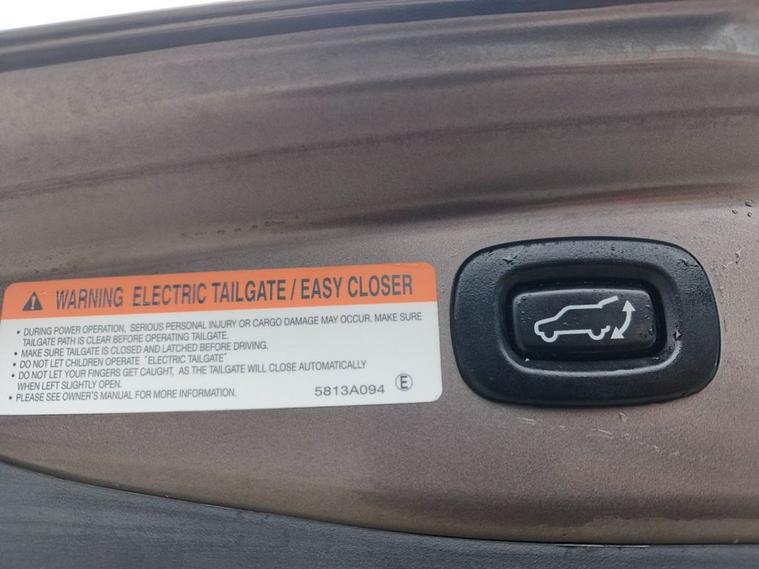 WARNING ELECTRIC TAILGATE / EASY CLOSER
• DURING POWER OPERATION, SERIOUS PERSONAL INJURY OR CARGO DAMAGE MAY OCCUR. MAKE SURE
TAILGATE PATH IS CLEAR BEFORE OPERATING TAILGATE.
• MAKE SURE TAILGATE IS CLOSED AND LATCHED BEFORE DRIVING.
• DO NOT LET CHILDREN OPERATE "ELECTRIC TAILGATE"
• DO NOT LET YOUR FINGERS GET CAUGHT, AS THE TAILGATE WILL CLOSE AUTOMATICALLY
WHEN LEFT SLIGHTLY OPEN.
• PLEASE SEE OWNER'S MANUAL FOR MORE INFORMATION.
5813A094 Ⓔ